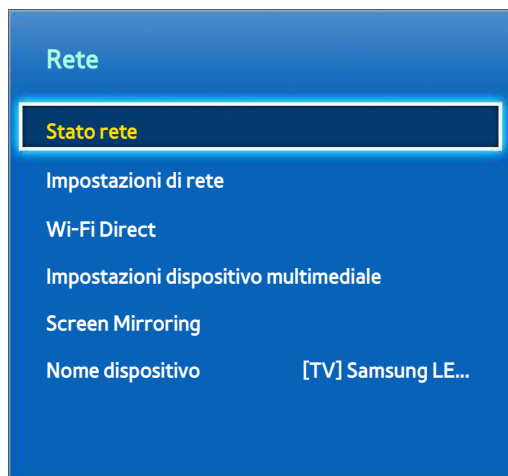 Rete
Stato rete
Impostazioni di rete
Wi-Fi Direct
Impostazioni dispositivo multimediale
Screen Mirroring
Nome dispositivo [TV] Samsung LE...